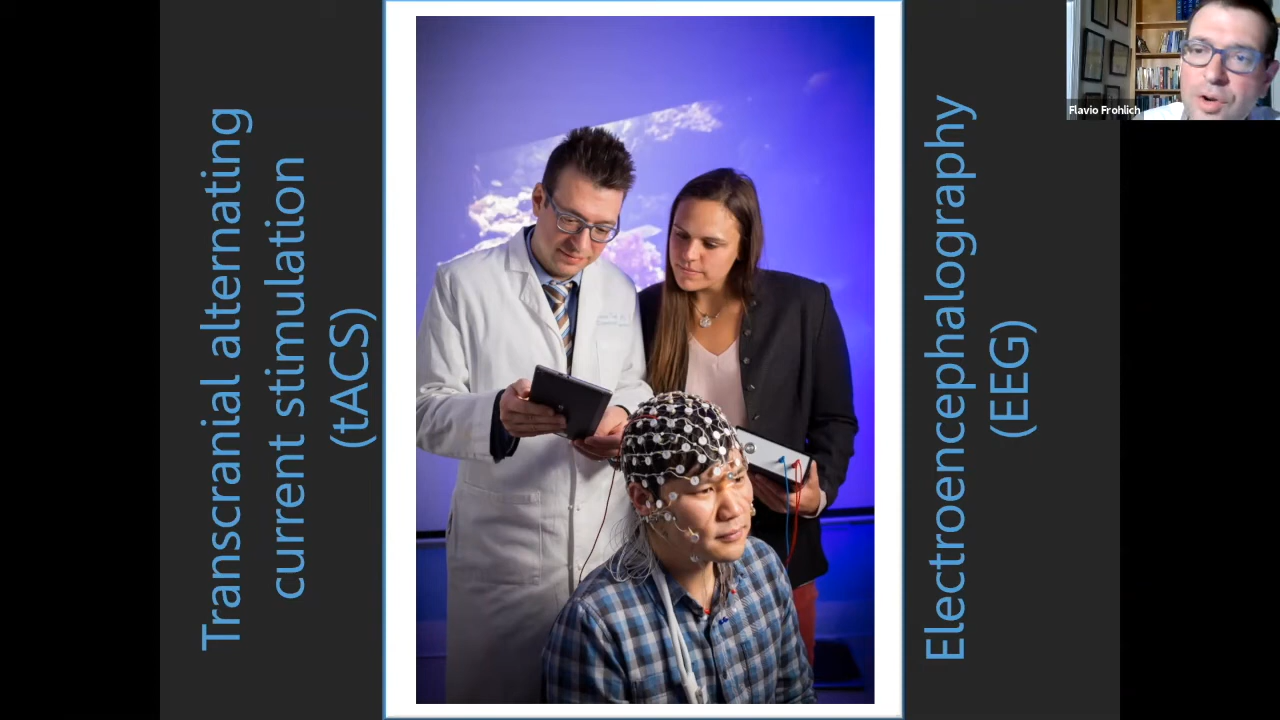 Transcranial alternating
current stimulation
(tACS)
Electroencephalography
(EEG)
Flavio Frohlich